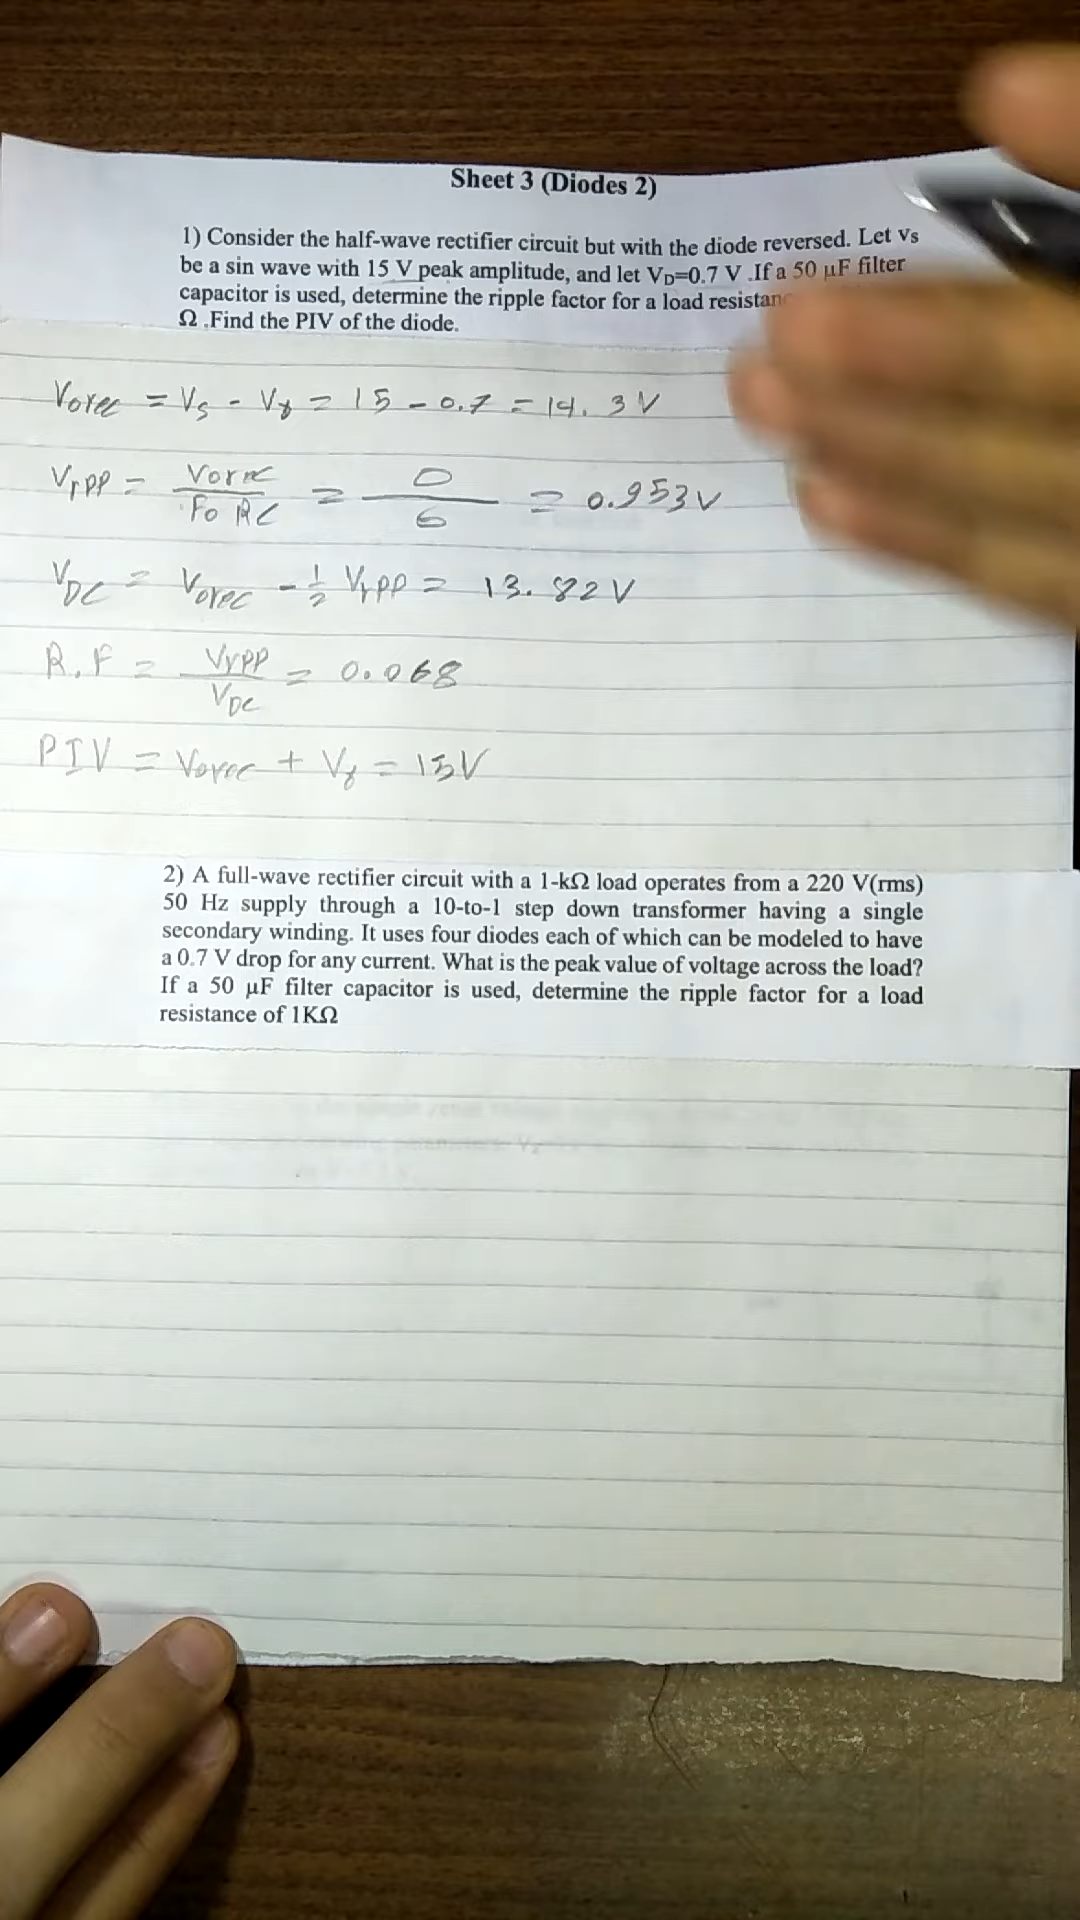 Sheet 3 (Diodes 2)
1) Consider the half-wave rectifier circuit but with the diode reversed. Let vs
be a sin wave with 15 V peak amplitude, and let VD=0.7 V .If a 50 μF filter
capacitor is used, determine the ripple factor for a load
Ω .Find the PIV of the diode.
Vorec = Vs - Vγ = 15 - 0.7 = 14.3 V
Vrpp = Vorec / Fo RC = 0 / 6 = 0.953 V
VDC = Vorec - 1/2 Vrpp = 13.82 V
R.F = Vrpp / VDC = 0.068
PIV = Vorec + Vγ = 15V
2) A full-wave rectifier circuit with a 1-kΩ load operates from a 220 V(rms)
50 Hz supply through a 10-to-1 step down transformer having a single
secondary winding. It uses four diodes each of which can be modeled to have
a 0.7 V drop for any current. What is the peak value of voltage across the load?
If a 50 μF filter capacitor is used, determine the ripple factor for a load
resistance of 1KΩ